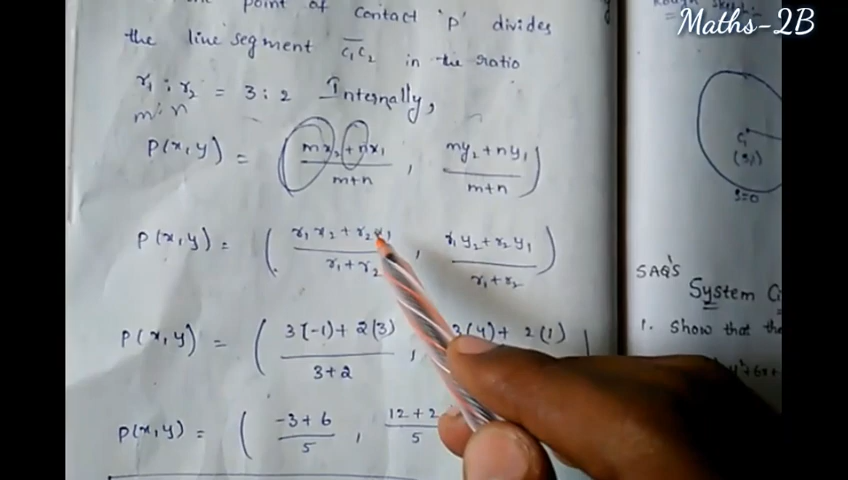 point of contact 'P' divides
the line segment C₁C₂ in the ratio
r₁ : r₂ = 3 : 2 Internally,
m : n
P(x, y) = ( mx₂ + nx₁ / m+n , my₂ + ny₁ / m+n )
P(x, y) = ( r₁x₂ + r₂x₁ / r₁ + r₂ , r₁y₂ + r₂y₁ / r₁ + r₂ )
P(x, y) = ( 3(-1) + 2(3) / 3+2 , 3(4) + 2(1)
P(x, y) = ( -3+6 / 5 , 12+2 / 5
Maths-2B
C₁
(3,1)
S=0
SAQ'S
System
1. Show that the